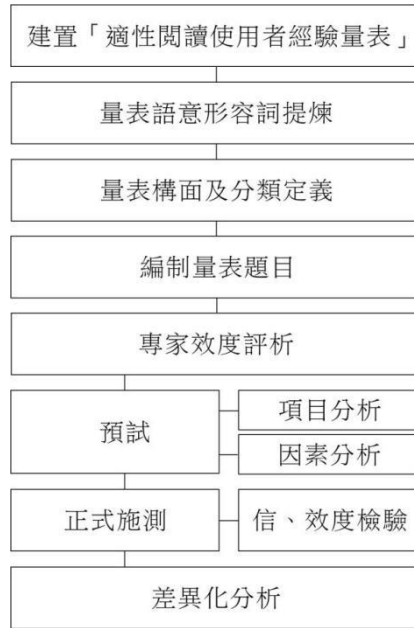 建置「適性閱讀使用者經驗量表」
量表語意形容詞提煉
量表構面及分類定義
編制量表題目
專家效度評析
預試
項目分析
因素分析
正式施測
信、效度檢驗
差異化分析